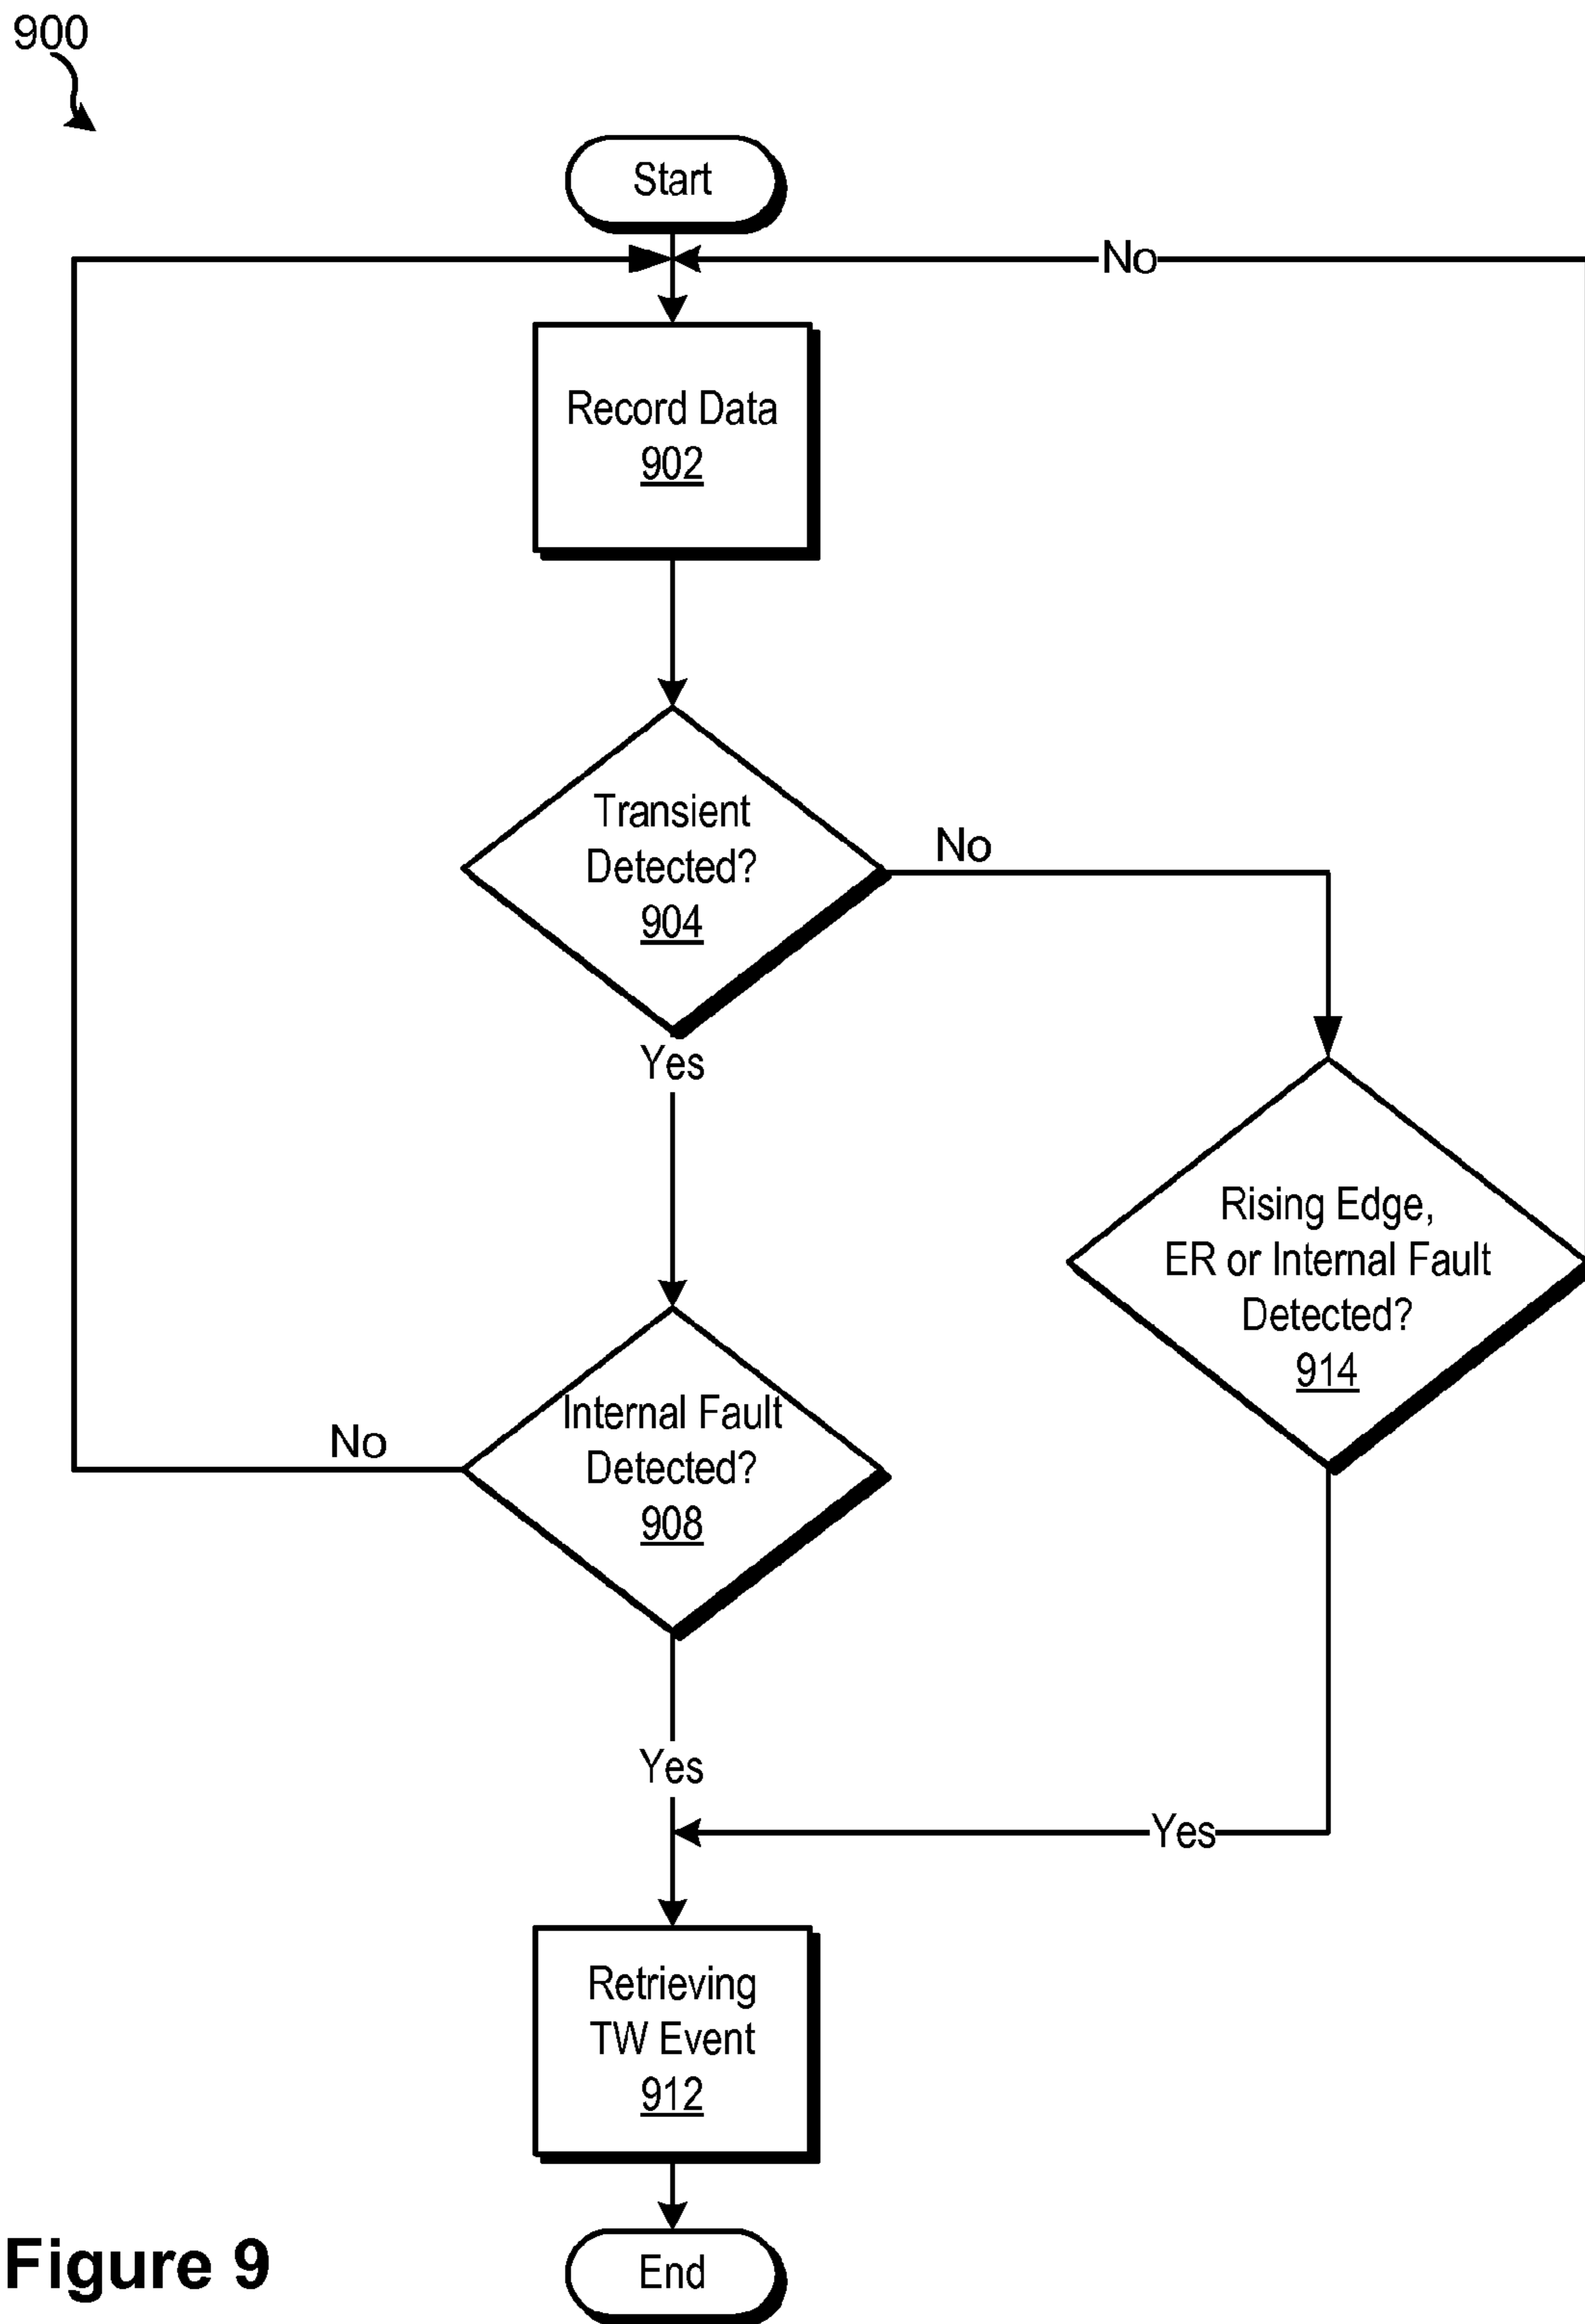 900
Start
No
Record Data
902
Transient
Detected?
904
No
Yes
Rising Edge,
ER or Internal Fault
Detected?
914
Internal Fault
Detected?
908
No
Yes
Yes
Retrieving
TW Event
912
End
Figure 9